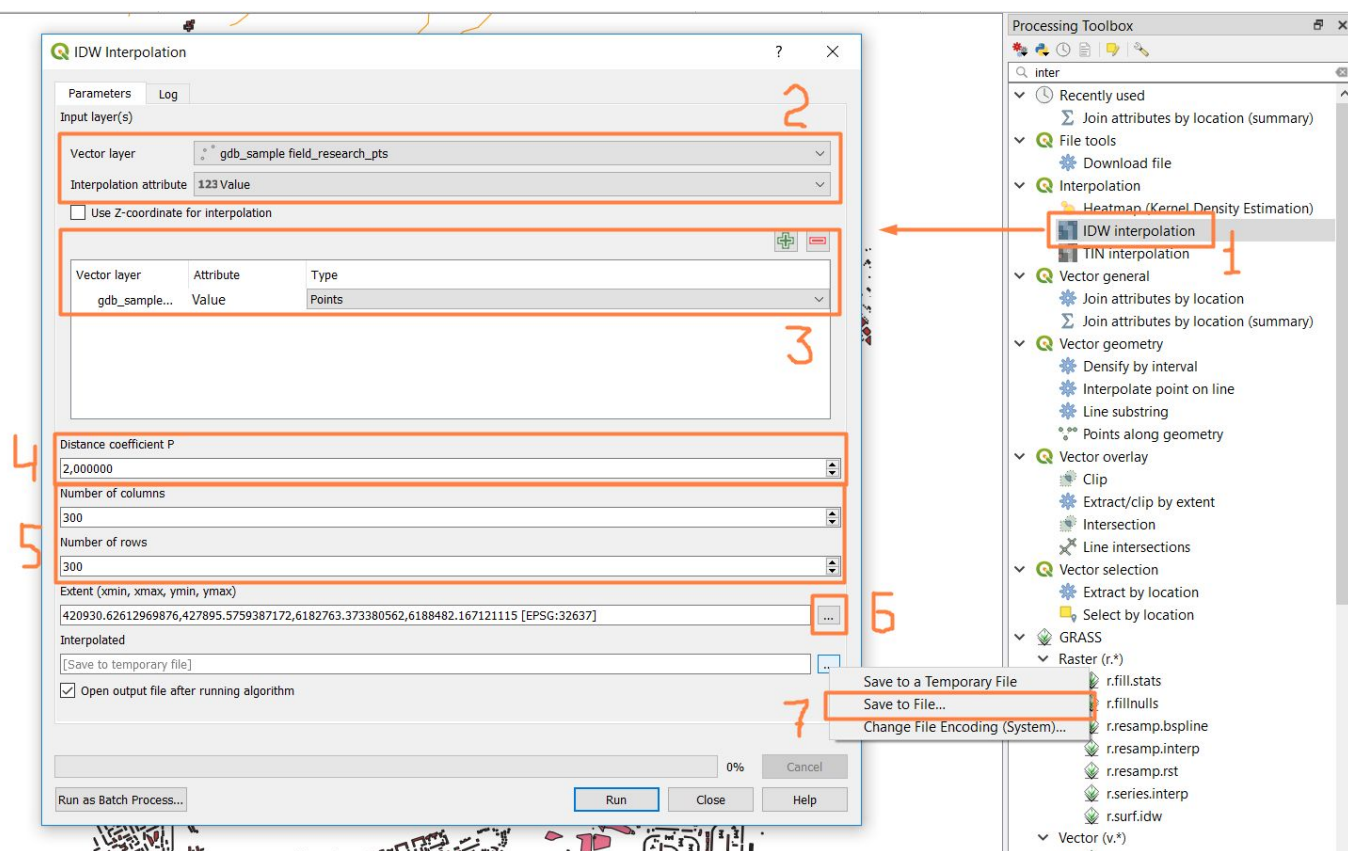 IDW Interpolation
?
Parameters
Log
2
Input layer(s)
Vector layer
gdb_sample field_research_pts
Interpolation attribute
123 Value
Use Z-coordinate for interpolation
Vector layer
Attribute
Type
gdb_sample...
Value
Points
3
Distance coefficient P
4
2,000000
Number of columns
300
5
Number of rows
300
Extent (xmin, xmax, ymin, ymax)
420930.62612969876,427895.5759387172,6182763.373380562,6188482.167121115 [EPSG:32637]
...
6
Interpolated
[Save to temporary file]
Open output file after running algorithm
Save to a Temporary File
Save to File...
Change File Encoding (System)...
7
0%
Cancel
Run as Batch Process...
Run
Close
Help
Processing Toolbox
inter
Recently used
Join attributes by location (summary)
File tools
Download file
Interpolation
Heatmap (Kernel Density Estimation)
IDW interpolation
1
TIN interpolation
Vector general
Join attributes by location
Join attributes by location (summary)
Vector geometry
Densify by interval
Interpolate point on line
Line substring
Points along geometry
Vector overlay
Clip
Extract/clip by extent
Intersection
Line intersections
Vector selection
Extract by location
Select by location
GRASS
Raster (r.*)
r.fill.stats
r.fillnulls
r.resamp.bspline
r.resamp.interp
r.resamp.rst
r.series.interp
r.surf.idw
Vector (v.*)